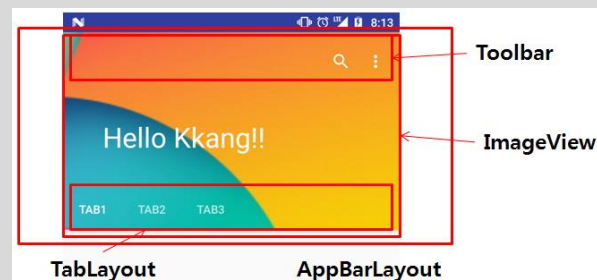 N 8:13
Toolbar
Hello Kkang!!
ImageView
TAB1 TAB2 TAB3
TabLayout AppBarLayout